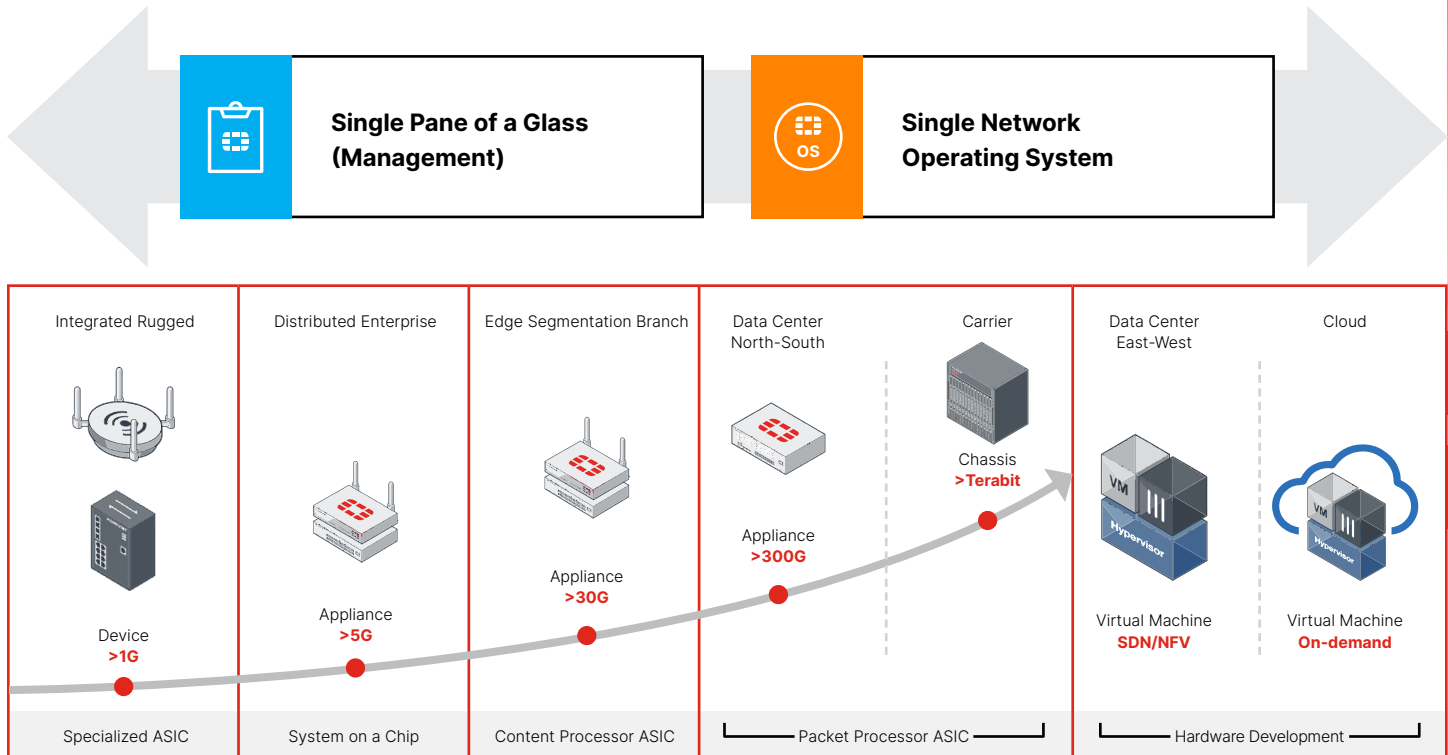 Single Pane of a Glass
(Management)
OS
Single Network
Operating System
Integrated Rugged
Device
>1G
Specialized ASIC
Distributed Enterprise
Appliance
>5G
System on a Chip
Edge Segmentation Branch
Appliance
>30G
Content Processor ASIC
Data Center
North-South
Appliance
>300G
Carrier
Chassis
>Terabit
Packet Processor ASIC
Data Center
East-West
VM
Hypervisor
Virtual Machine
SDN/NFV
Cloud
VM
Hypervisor
Virtual Machine
On-demand
Hardware Development